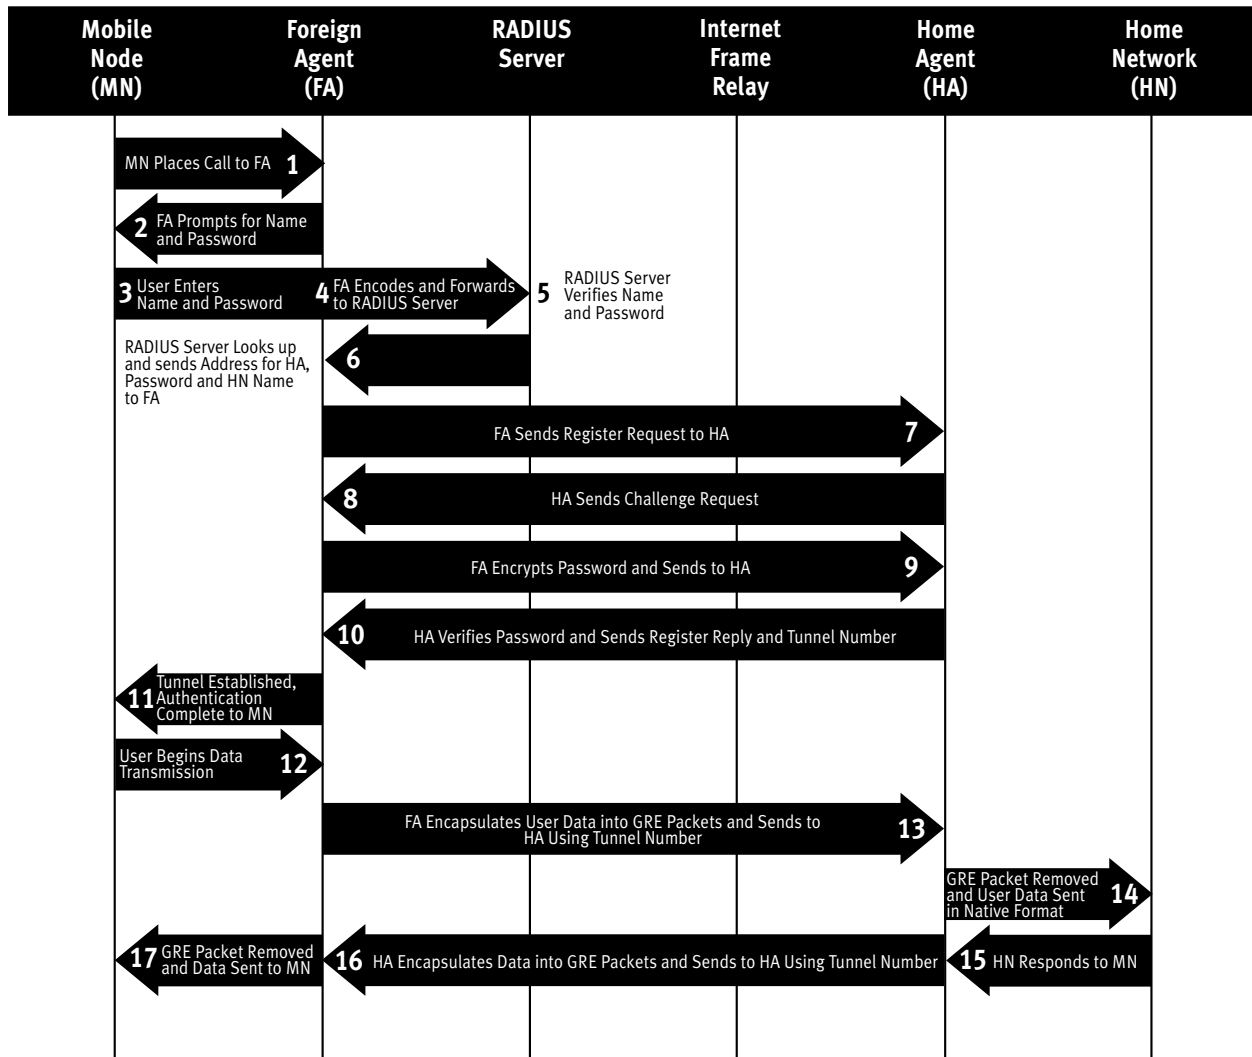 Mobile
Node
(MN)
Foreign
Agent
(FA)
RADIUS
Server
Internet
Frame
Relay
Home
Agent
(HA)
Home
Network
(HN)
MN Places Call to FA 1
2 FA Prompts for Name
and Password
3 User Enters
Name and Password
4 FA Encodes and Forwards
to RADIUS Server
5 RADIUS Server
Verifies Name
and Password
RADIUS Server Looks up
and sends Address for HA,
Password and HN Name
to FA
6
FA Sends Register Request to HA 7
8 HA Sends Challenge Request
FA Encrypts Password and Sends to HA 9
10 HA Verifies Password and Sends Register Reply and Tunnel Number
11 Tunnel Established,
Authentication
Complete to MN
User Begins Data
Transmission 12
FA Encapsulates User Data into GRE Packets and Sends to
HA Using Tunnel Number 13
GRE Packet Removed
and User Data Sent
in Native Format 14
17 GRE Packet Removed
and Data Sent to MN
16 HA Encapsulates Data into GRE Packets and Sends to HA Using Tunnel Number
15 HN Responds to MN